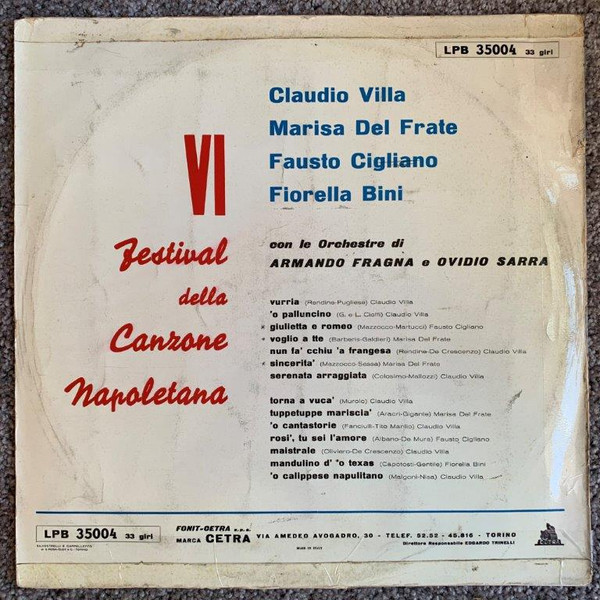 LPB 35004 33 giri
Claudio Villa
Marisa Del Frate
Fausto Cigliano
Fiorella Bini
VI
Festival
della
Canzone
Napoletana
con le Orchestre di
ARMANDO FRAGNA e OVIDIO SARRA
vurria (Rendine-Pugliese) Claudio Villa
'o palluncino (G. e L. Cioffi) Claudio Villa
giulietta e romeo (Mazzocco-Martucci) Fausto Cigliano
voglio a tte (Barberis-Galdieri) Marisa Del Frate
nun fa' cchiu 'a frangesa (Rendine-De Crescenzo) Claudio Villa
sincerita' (Mazzocco-Scasa) Marisa Del Frate
serenata arraggiata (Colosimo-Mallozzi) Claudio Villa
torna a vuca' (Murolo) Claudio Villa
tuppetuppe mariscia' (Aracri-Gigante) Marisa Del Frate
'o cantastorie (Fanciulli-Tito Manlio) Claudio Villa
rosi', tu sei l'amore (Albano-De Mura) Fausto Cigliano
maistrale (Oliviero-De Crescenzo) Claudio Villa
mandulino d' 'o texas (Capotosti-Gentile) Fiorella Bini
'o calippese napulitano (Malgoni-Nisa) Claudio Villa
LPB 35004 33 giri
FONIT-CETRA s.p.a.
MARCA CETRA VIA AMEDEO AVOGADRO, 30 - TELEF. 52.52 - 45.816 - TORINO
Direttore Responsabile EDGARDO TRINELLI
MADE IN ITALY
CETRA